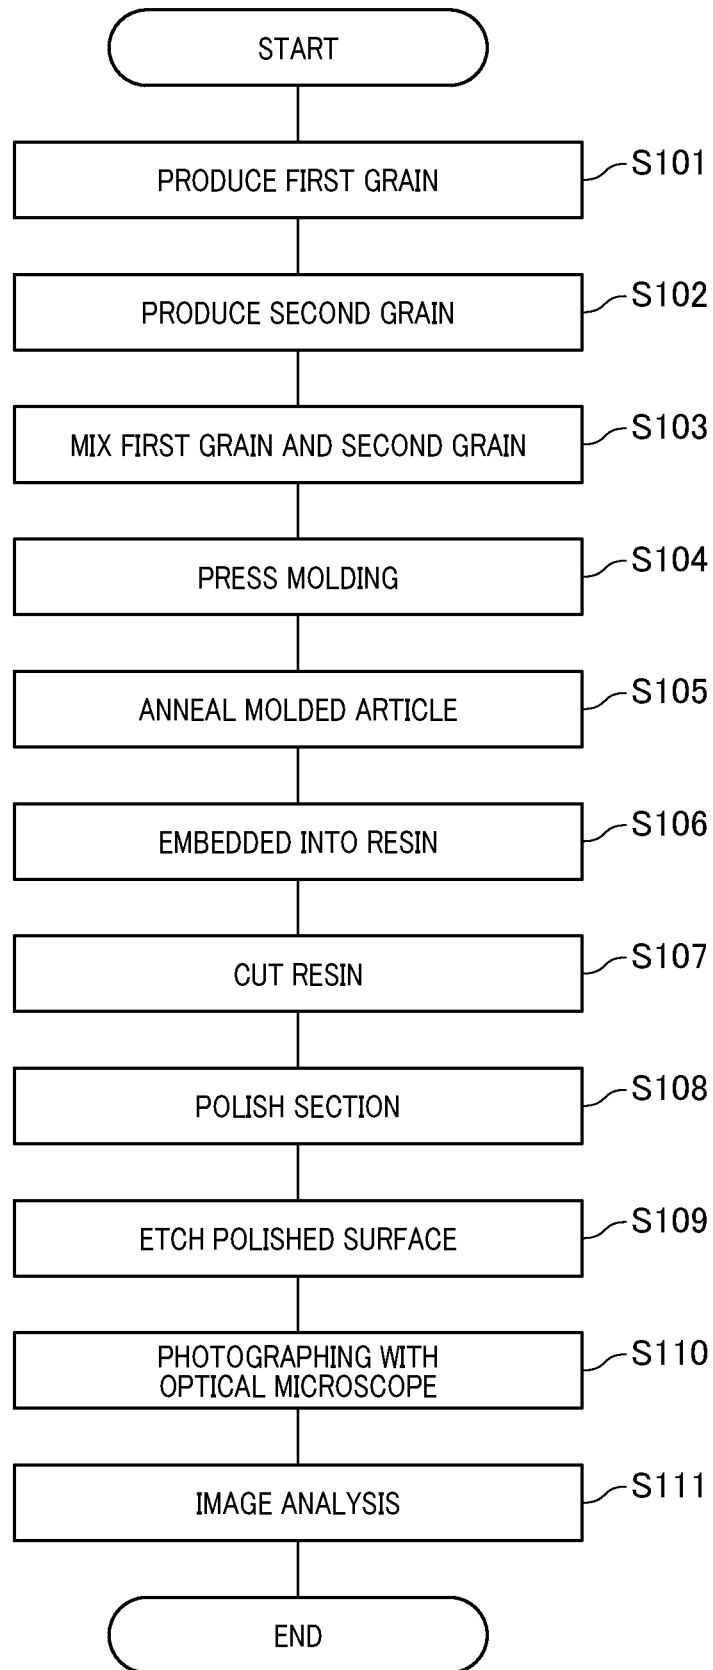 START
PRODUCE FIRST GRAIN
S101
PRODUCE SECOND GRAIN
S102
MIX FIRST GRAIN AND SECOND GRAIN
S103
PRESS MOLDING
S104
ANNEAL MOLDED ARTICLE
S105
EMBEDDED INTO RESIN
S106
CUT RESIN
S107
POLISH SECTION
S108
ETCH POLISHED SURFACE
S109
PHOTOGRAPHING WITH
OPTICAL MICROSCOPE
S110
IMAGE ANALYSIS
S111
END